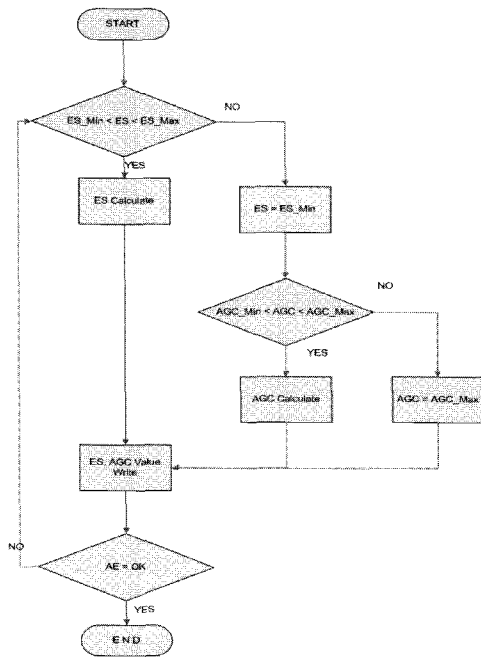 START
ES_Min < ES < ES_Max
NO
YES
ES Calculate
ES = ES_Min
AGC_Min < AGC < AGC_Max
NO
YES
AGC Calculate
AGC = AGC_Max
ES, AGC Value
Write
AE = OK
NO
YES
E N D